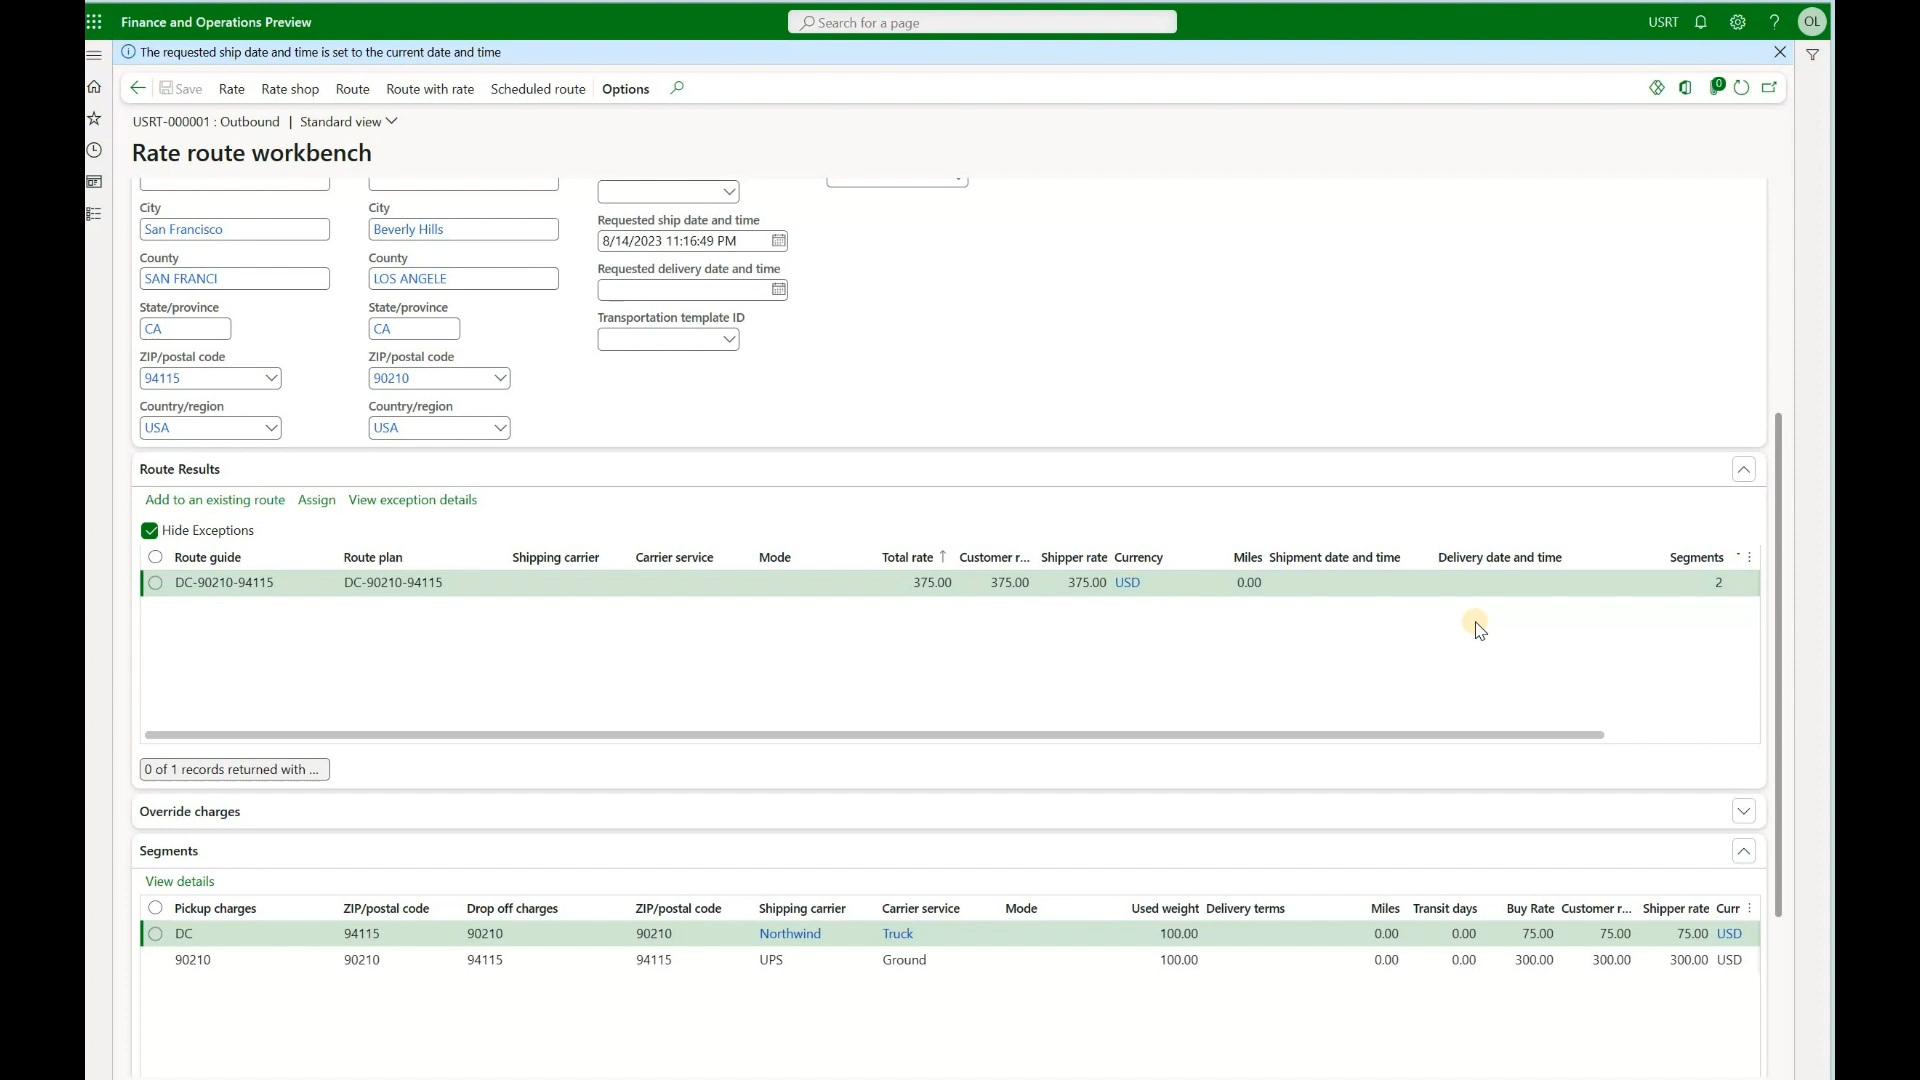 Finance and Operations Preview
Search for a page
USRT
?
OL
The requested ship date and time is set to the current date and time
Save Rate Rate shop Route Route with rate Scheduled route Options
0
USRT-000001 : Outbound | Standard view
Rate route workbench
City
San Francisco
County
SAN FRANCI
State/province
CA
ZIP/postal code
94115
Country/region
USA
City
Beverly Hills
County
LOS ANGELE
State/province
CA
ZIP/postal code
90210
Country/region
USA
Requested ship date and time
8/14/2023 11:16:49 PM
Requested delivery date and time
Transportation template ID
Route Results
Add to an existing route Assign View exception details
Hide Exceptions
Route guide Route plan Shipping carrier Carrier service Mode Total rate Customer r... Shipper rate Currency Miles Shipment date and time Delivery date and time Segments
DC-90210-94115 DC-90210-94115 375.00 375.00 375.00 USD 0.00 2
0 of 1 records returned with ...
Override charges
Segments
View details
Pickup charges ZIP/postal code Drop off charges ZIP/postal code Shipping carrier Carrier service Mode Used weight Delivery terms Miles Transit days Buy Rate Customer r... Shipper rate Curr
DC 94115 90210 90210 Northwind Truck 100.00 0.00 0.00 75.00 75.00 75.00 USD
90210 90210 94115 94115 UPS Ground 100.00 0.00 0.00 300.00 300.00 300.00 USD